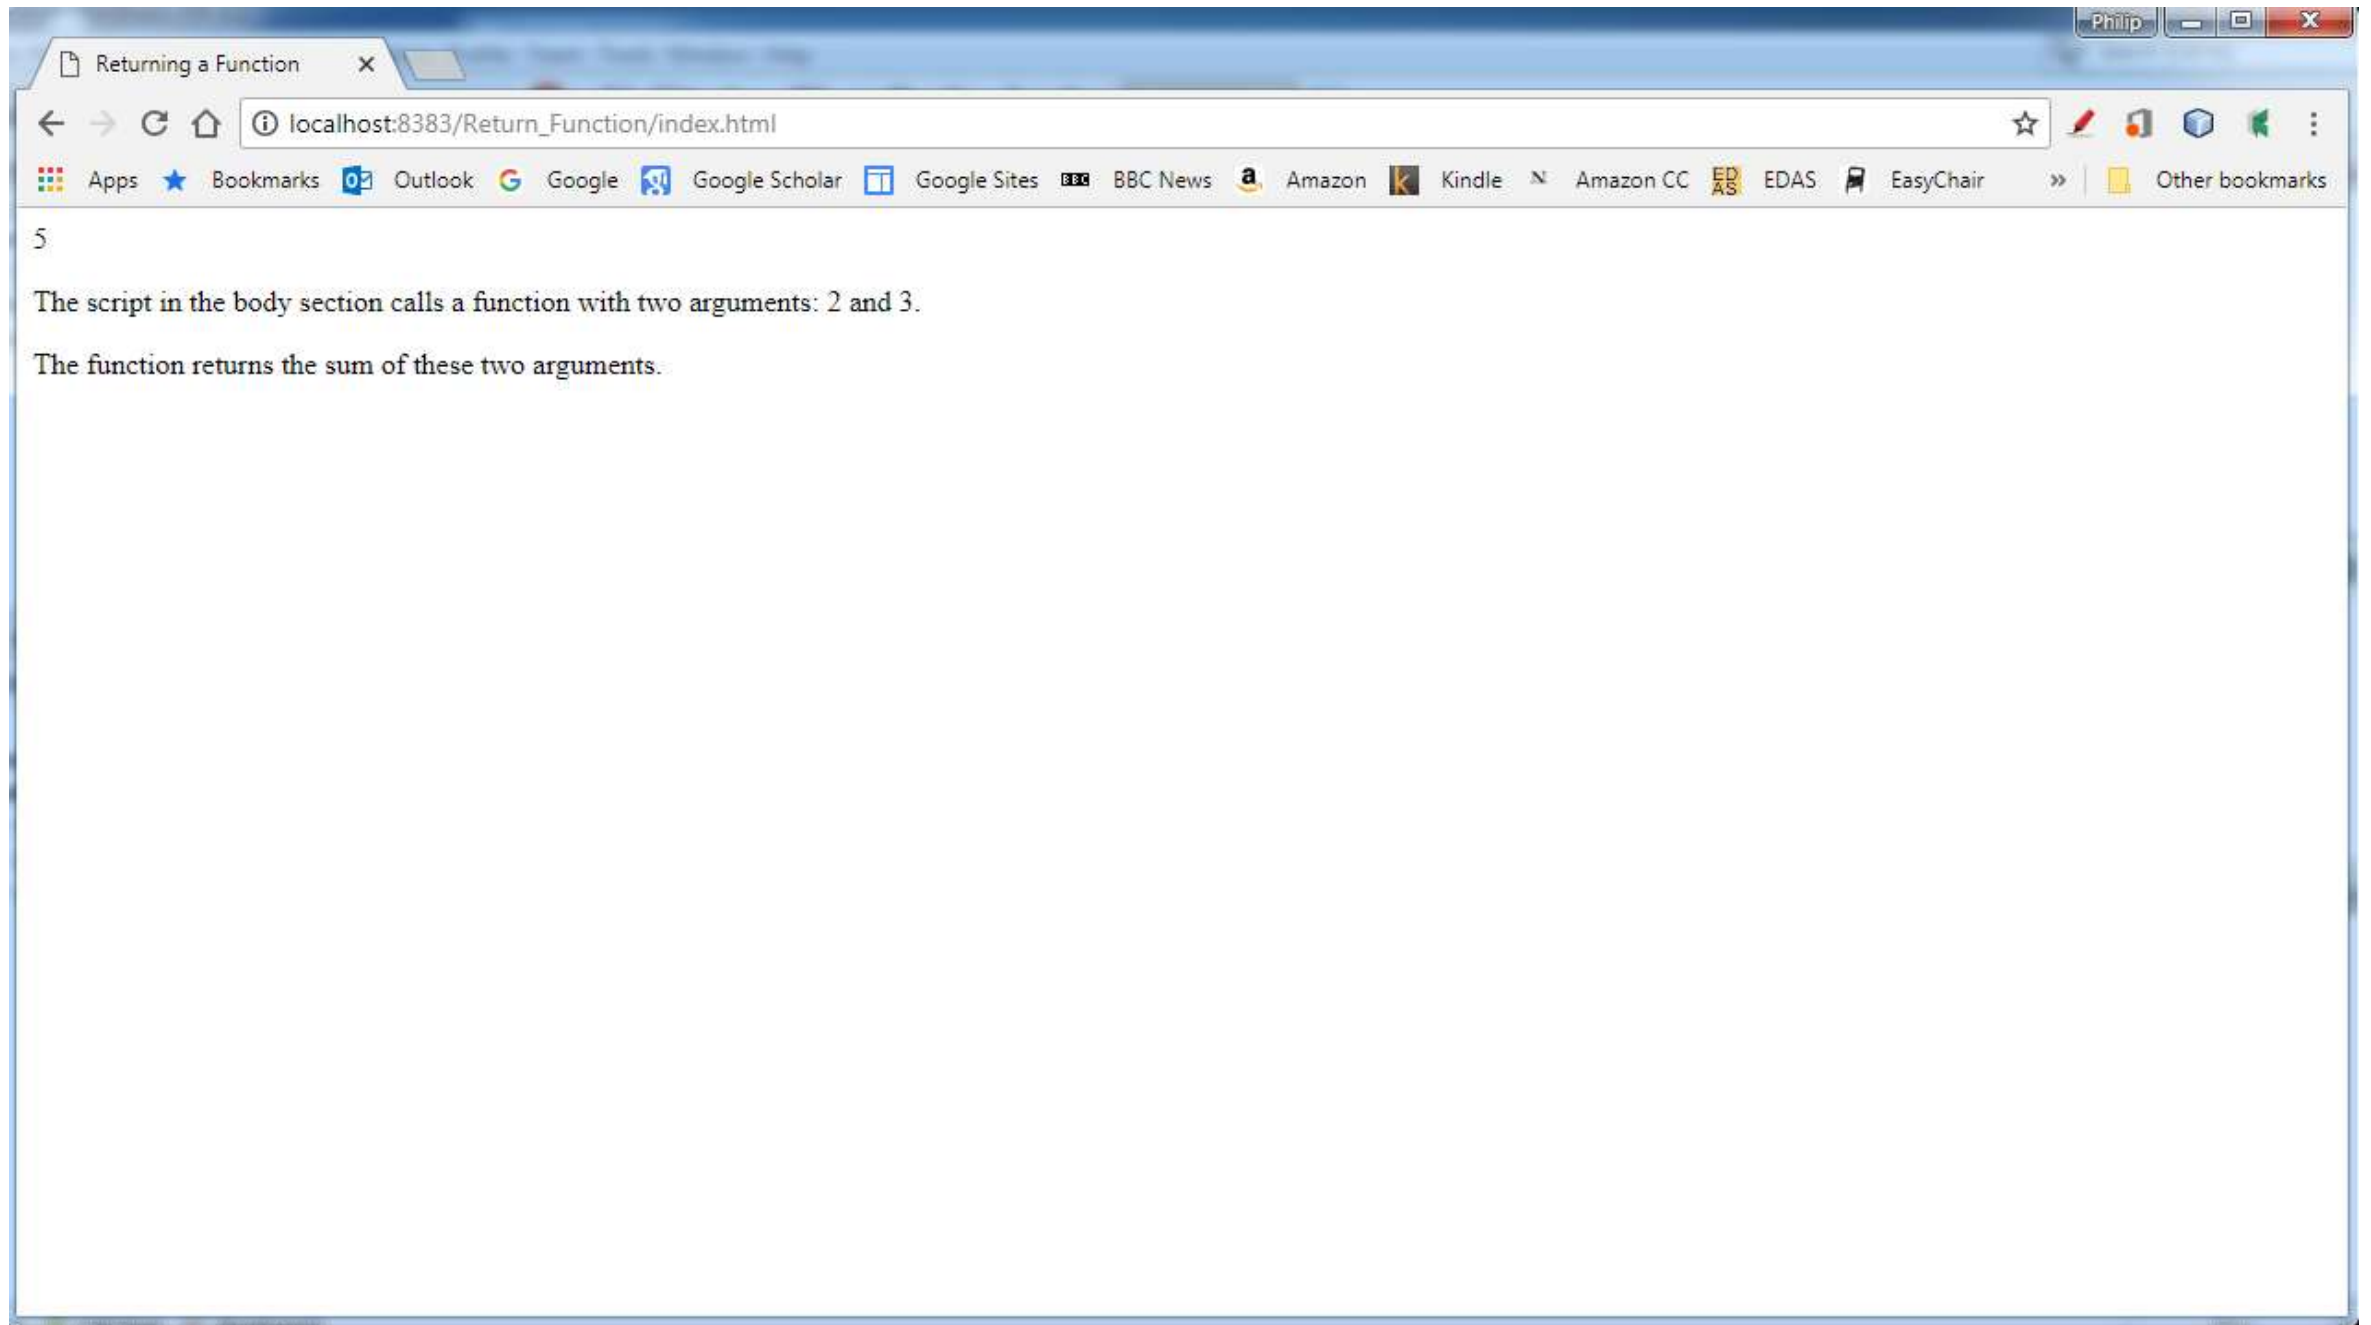 Philip
Returning a Function
localhost:8383/Return_Function/index.html
Apps Bookmarks Outlook Google Google Scholar Google Sites BBC News Amazon Kindle Amazon CC EDAS EasyChair » Other bookmarks
5
The script in the body section calls a function with two arguments: 2 and 3.
The function returns the sum of these two arguments.